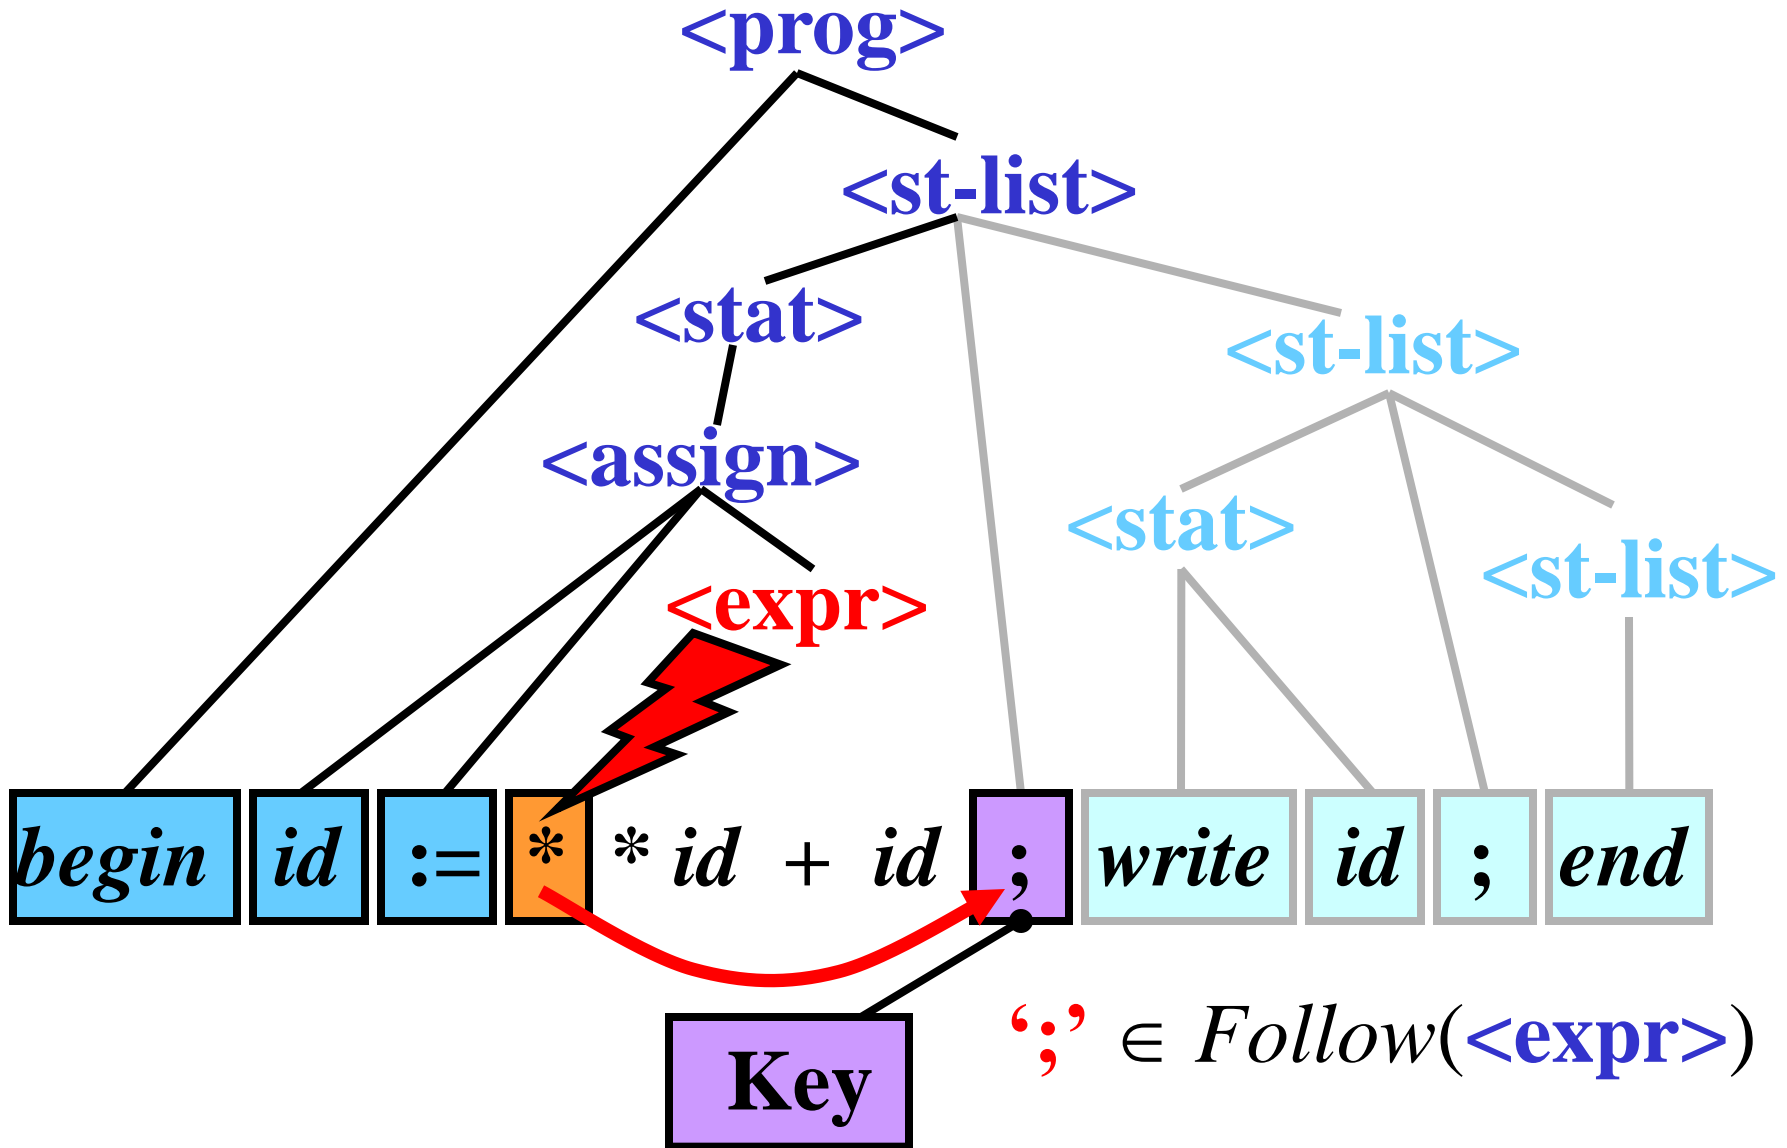 <prog>
<st-list>
<stat>
<st-list>
<assign>
<stat>
<st-list>
<expr>
begin id := * * id + id ; write id ; end
‘;’ ∈ Follow(<expr>)
Key